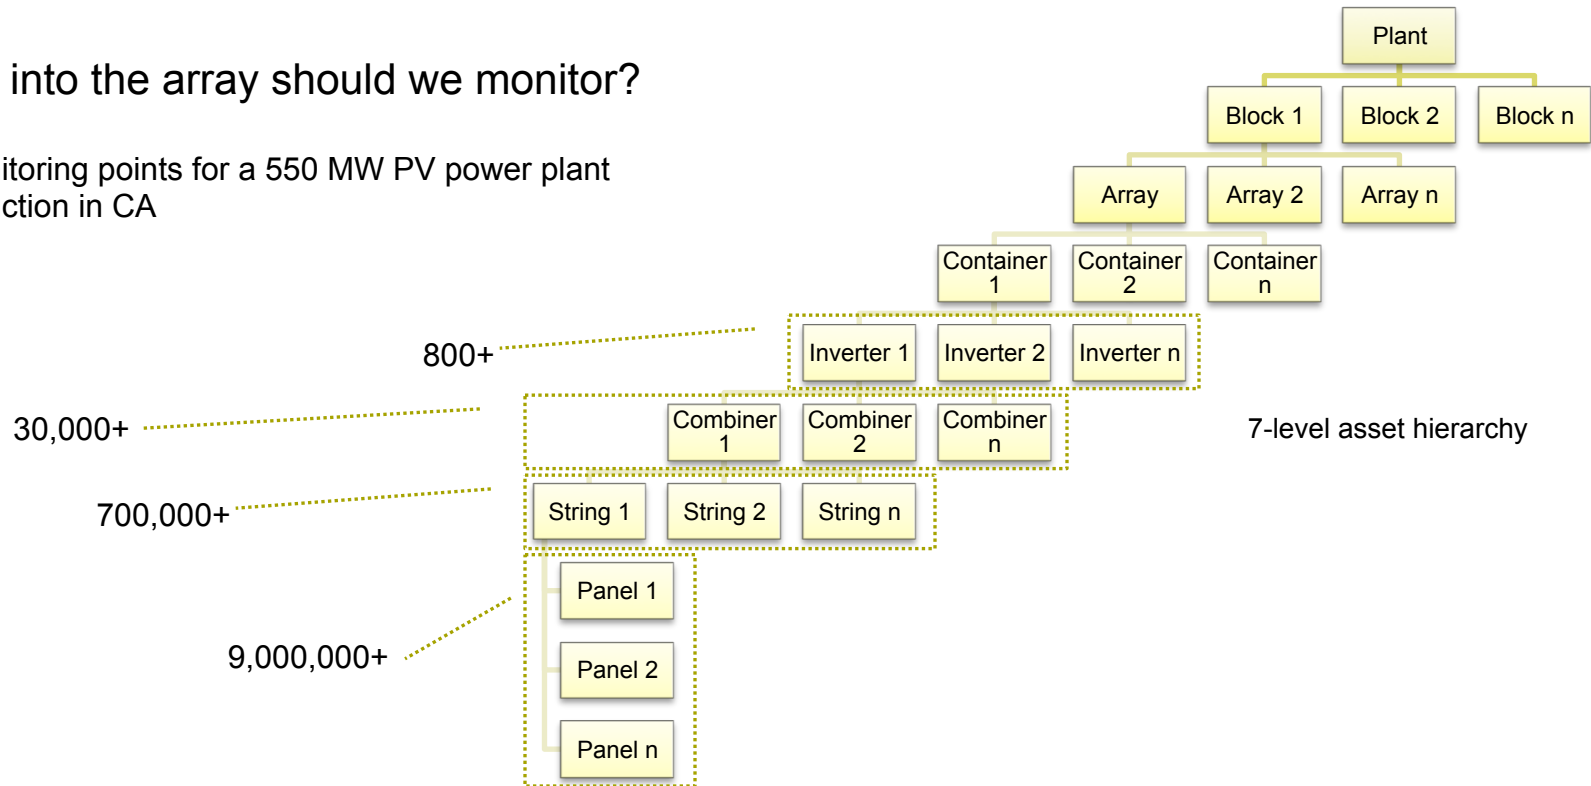 into the array should we monitor?
itoring points for a 550 MW PV power plant
ction in CA
Plant
Block 1
Block 2
Block n
Array
Array 2
Array n
Container
1
Container
2
Container
n
800+
Inverter 1
Inverter 2
Inverter n
30,000+
Combiner
1
Combiner
2
Combiner
n
7-level asset hierarchy
700,000+
String 1
String 2
String n
Panel 1
9,000,000+
Panel 2
Panel n